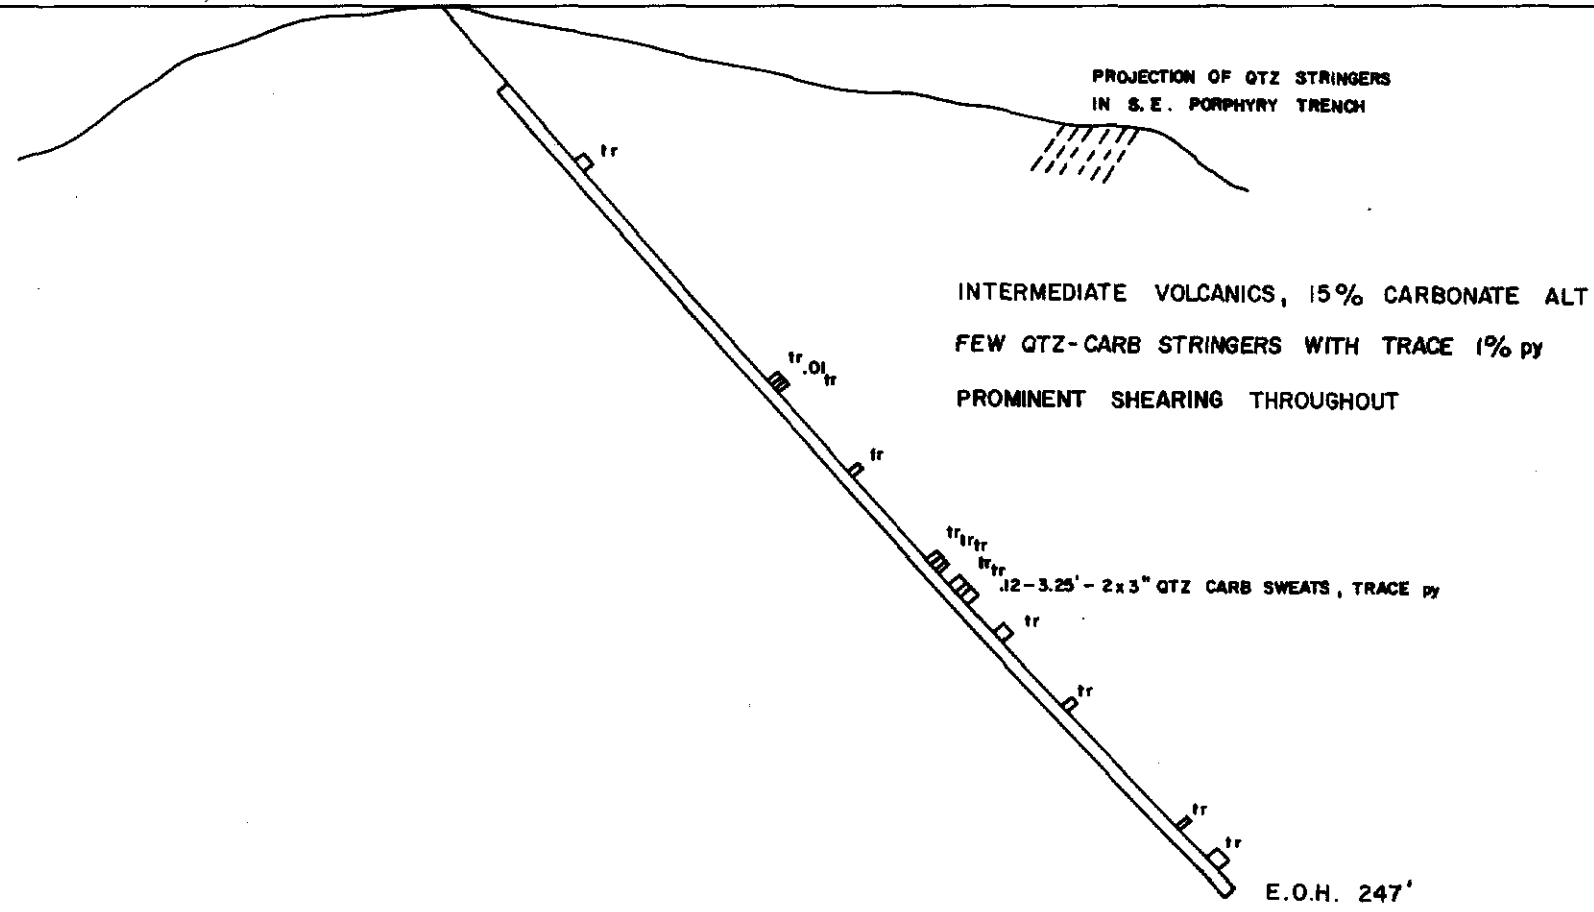 PROJECTION OF QTZ STRINGERS
IN S.E. PORPHYRY TRENCH
tr
INTERMEDIATE VOLCANICS, 15% CARBONATE ALT
FEW QTZ-CARB STRINGERS WITH TRACE 1% py
tr .01 tr
PROMINENT SHEARING THROUGHOUT
tr
tr tr tr
tr tr .12-3.25'-2x3" QTZ CARB SWEATS, TRACE py
tr
tr
tr
tr
E.O.H. 247'